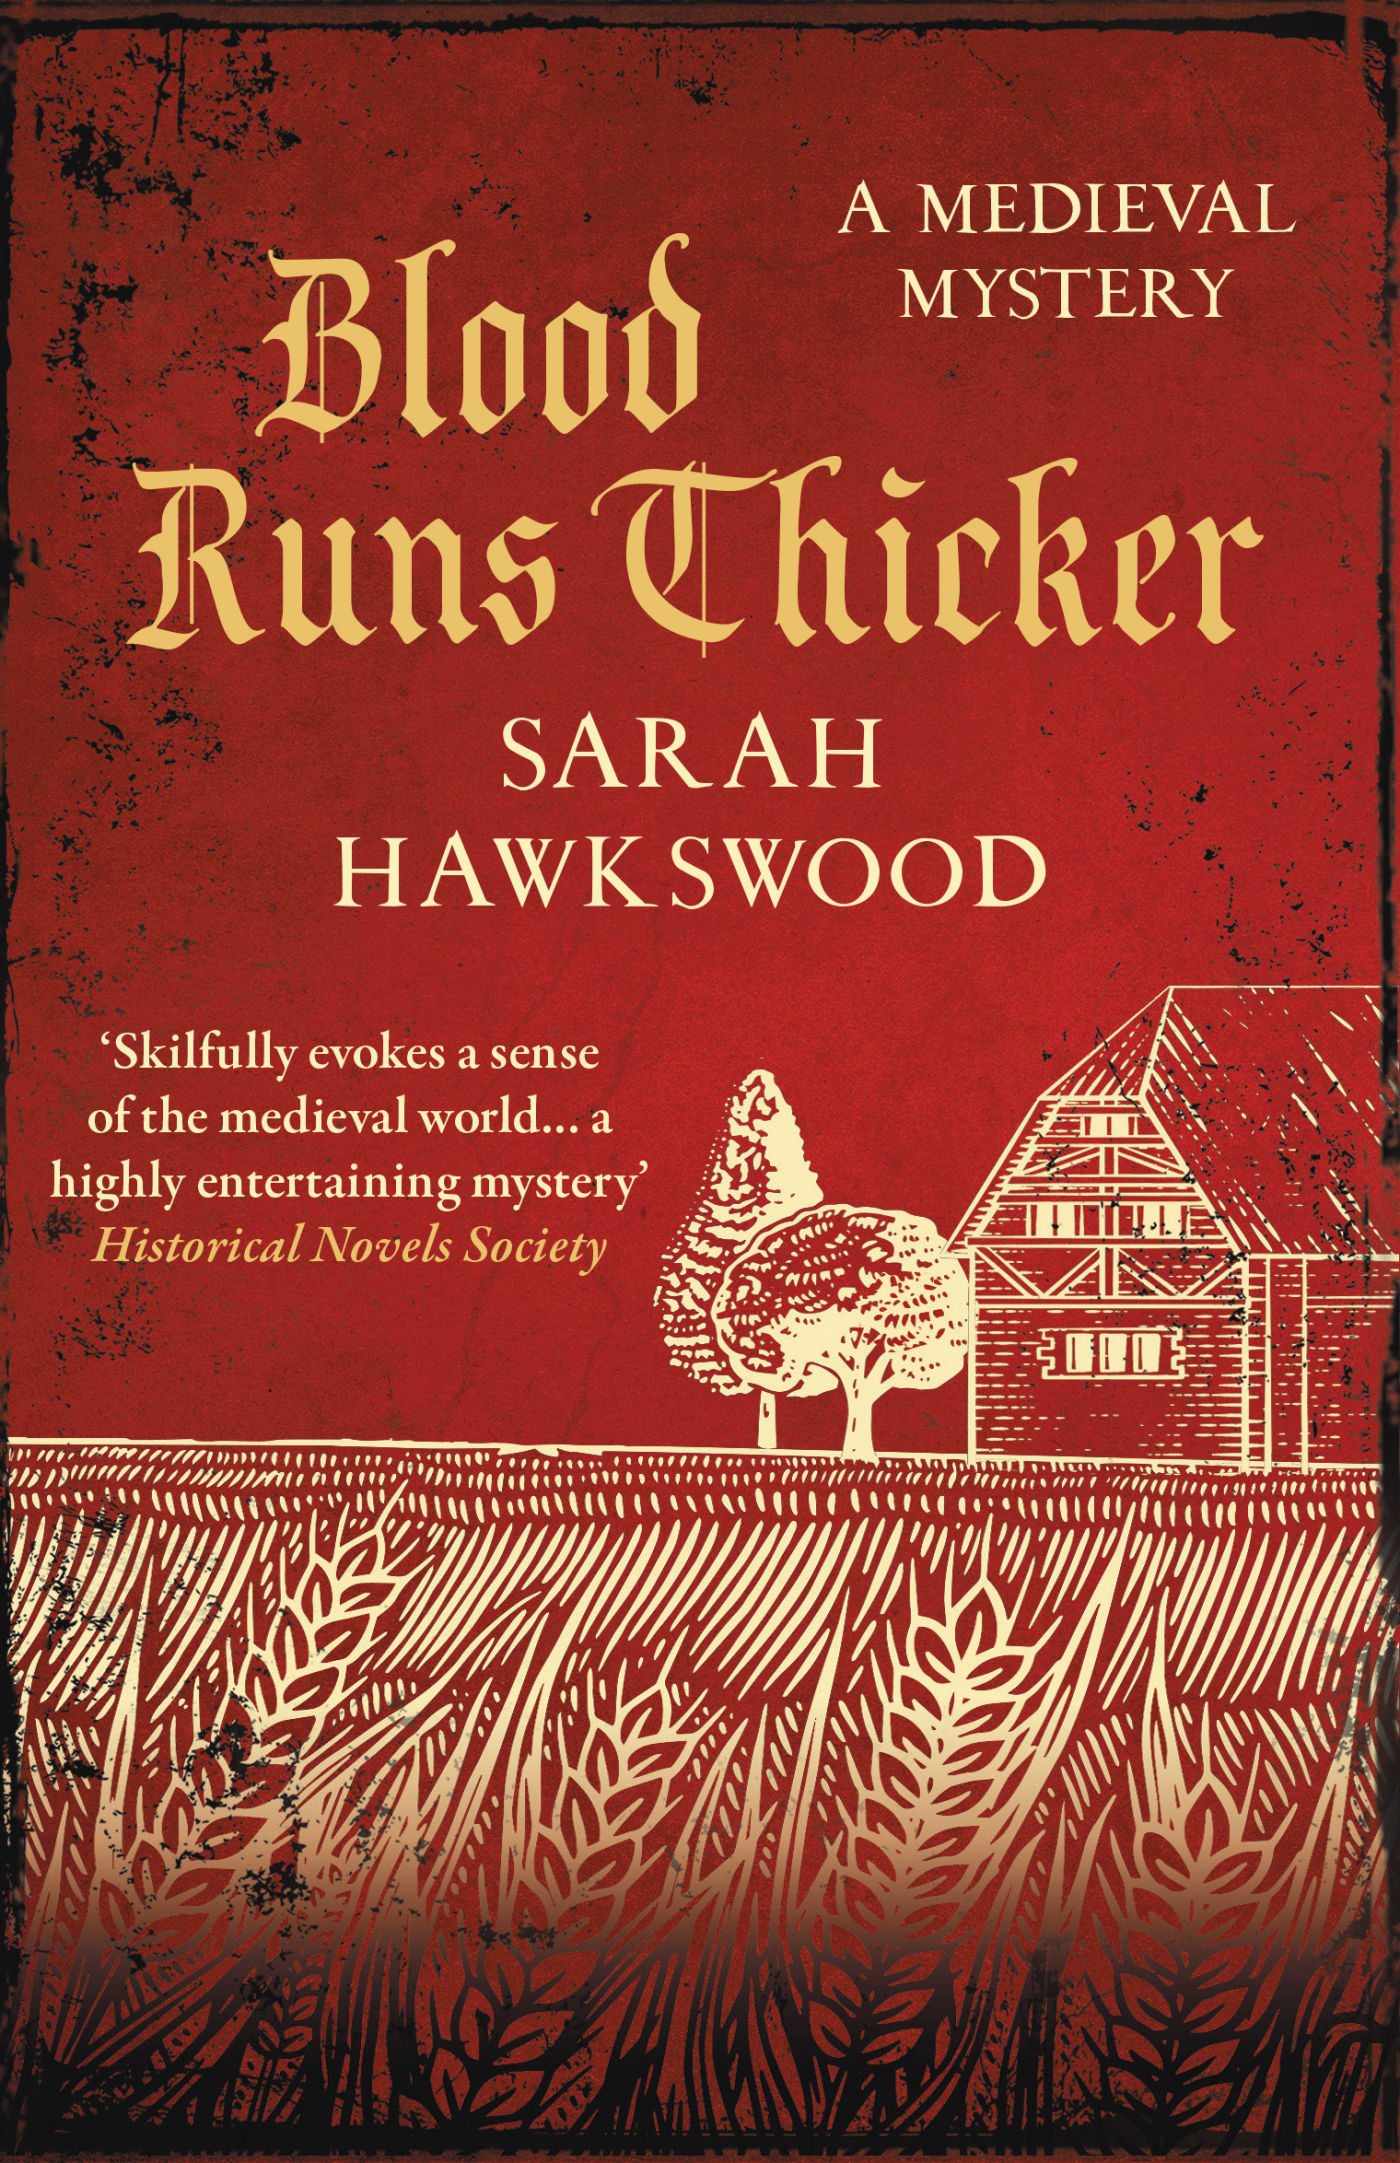 A MEDIEVAL
MYSTERY
Blood
Runs Thicker
SARAH
HAWKSWOOD
‘Skilfully evokes a sense
of the medieval world... a
highly entertaining mystery’
Historical Novels Society